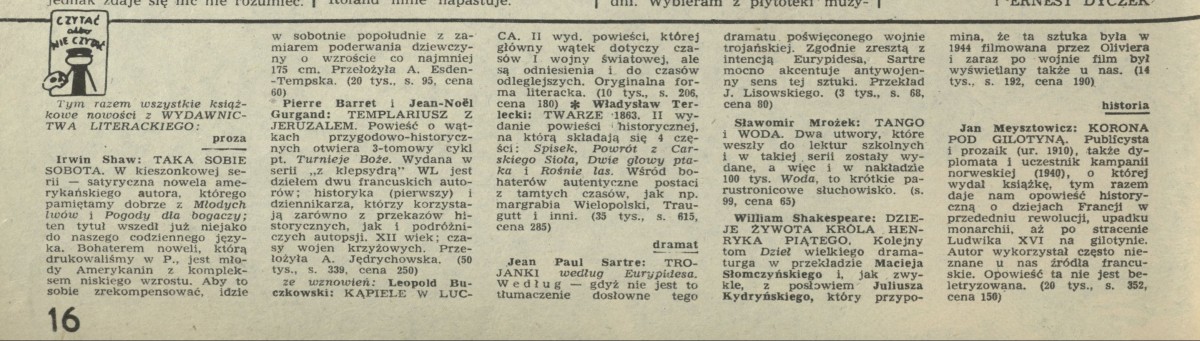 jednak zdaje się nic nie rozumieć.
Roland mnie napastuje.
dni. Wybieram z płytoteki muzy-
ERNEST DYCZEK
CZYTAĆ
albo
NIE CZYTAĆ
Tym razem wszystkie książ-
kowe nowości z WYDAWNIC-
TWA LITERACKIEGO:
proza
Irwin Shaw: TAKA SOBIE
SOBOTA. W kieszonkowej se-
rii — satyryczna nowela ame-
rykańskiego autora, którego
pamiętamy dobrze z Młodych
lwów i Pogody dla bogaczy;
ten tytuł wszedł już niejako
do naszego codziennego języ-
ka. Bohaterem noweli, którą
drukowaliśmy w P., jest mło-
dy Amerykanin z komplek-
sem niskiego wzrostu. Aby to
sobie zrekompensować, idzie
16
w sobotnie popołudnie z za-
miarem poderwania dziewczy-
ny o wzroście co najmniej
175 cm. Przełożyła A. Esden-
-Tempska. (20 tys., s. 95, cena
60)
Pierre Barret i Jean-Noël
Gurgand: TEMPLARIUSZ Z
JERUZALEM. Powieść o wąt-
kach przygodowo-historycz-
nych otwiera 3-tomowy cykl
pt. Turnieje Boże. Wydana w
serii „z klepsydrą" WL jest
dziełem dwu francuskich auto-
rów; historyka (pierwszy) i
dziennikarza, którzy korzysta-
ją zarówno z przekazów hi-
storycznych, jak i podróżni-
czych autopsji. XII wiek; cza-
sy wojen krzyżowych. Prze-
łożyła A. Jędrychowska. (50
tys., s. 339, cena 250)
ze wznowień: Leopold Bu-
czkowski: KĄPIELE W LUC-
CA. II wyd. powieści, której
główny wątek dotyczy cza-
sów I wojny światowej, ale
są odniesienia i do czasów
odleglejszych. Oryginalna for-
ma literacka. (10 tys., s. 206,
cena 180) * Władysław Ter-
lecki: TWARZE 1863. II wy-
danie powieści historycznej,
na którą składają się 4 czę-
ści: Spisek, Powrót z Car-
skiego Sioła, Dwie głowy pta-
ka i Rośnie las. Wśród bo-
haterów autentyczne postaci
z tamtych czasów, jak np.
margrabia Wielopolski, Trau-
gutt i inni. (35 tys., s. 615,
cena 285)
dramat
Jean Paul Sartre: TRO-
JANKI według Eurypidesa.
Według — gdyż nie jest to
tłumaczenie dosłowne tego
dramatu poświęconego wojnie
trojańskiej. Zgodnie zresztą z
intencją Eurypidesa, Sartre
mocno akcentuje antywojen-
ny sens tej sztuki. Przekład
J. Lisowskiego. (3 tys., s. 68,
cena 80)
Sławomir Mrożek: TANGO
i WODA. Dwa utwory, które
weszły do lektur szkolnych
i w takiej serii zostały wy-
dane, a więc i w nakładzie
100 tys. Woda, to krótkie pa-
rustronicowe słuchowisko. (s.
99, cena 65)
William Shakespeare: DZIE-
JE ŻYWOTA KRÓLA HEN-
RYKA PIĄTEGO. Kolejny
tom Dzieł wielkiego drama-
turga w przekładzie Macieja
Słomczyńskiego i, jak zwy-
kle, z posłowiem Juliusza
Kydryńskiego, który przypo-
mina, że ta sztuka była w
1944 filmowana przez Oliviera
i zaraz po wojnie film był
wyświetlany także u nas. (14
tys., s. 192, cena 190)
historia
Jan Meysztowicz: KORONA
POD GILOTYNĄ. Publicysta
i prozaik (ur. 1910), także dy-
plomata i uczestnik kampanii
norweskiej (1940), o której
wydał książkę, tym razem
daje nam opowieść history-
czną o dziejach Francji w
przededniu rewolucji, upadku
monarchii, aż po stracenie
Ludwika XVI na gilotynie.
Autor wykorzystał często nie-
znane u nas źródła francu-
skie. Opowieść ta nie jest be-
letryzowana. (20 tys., s. 352,
cena 150)